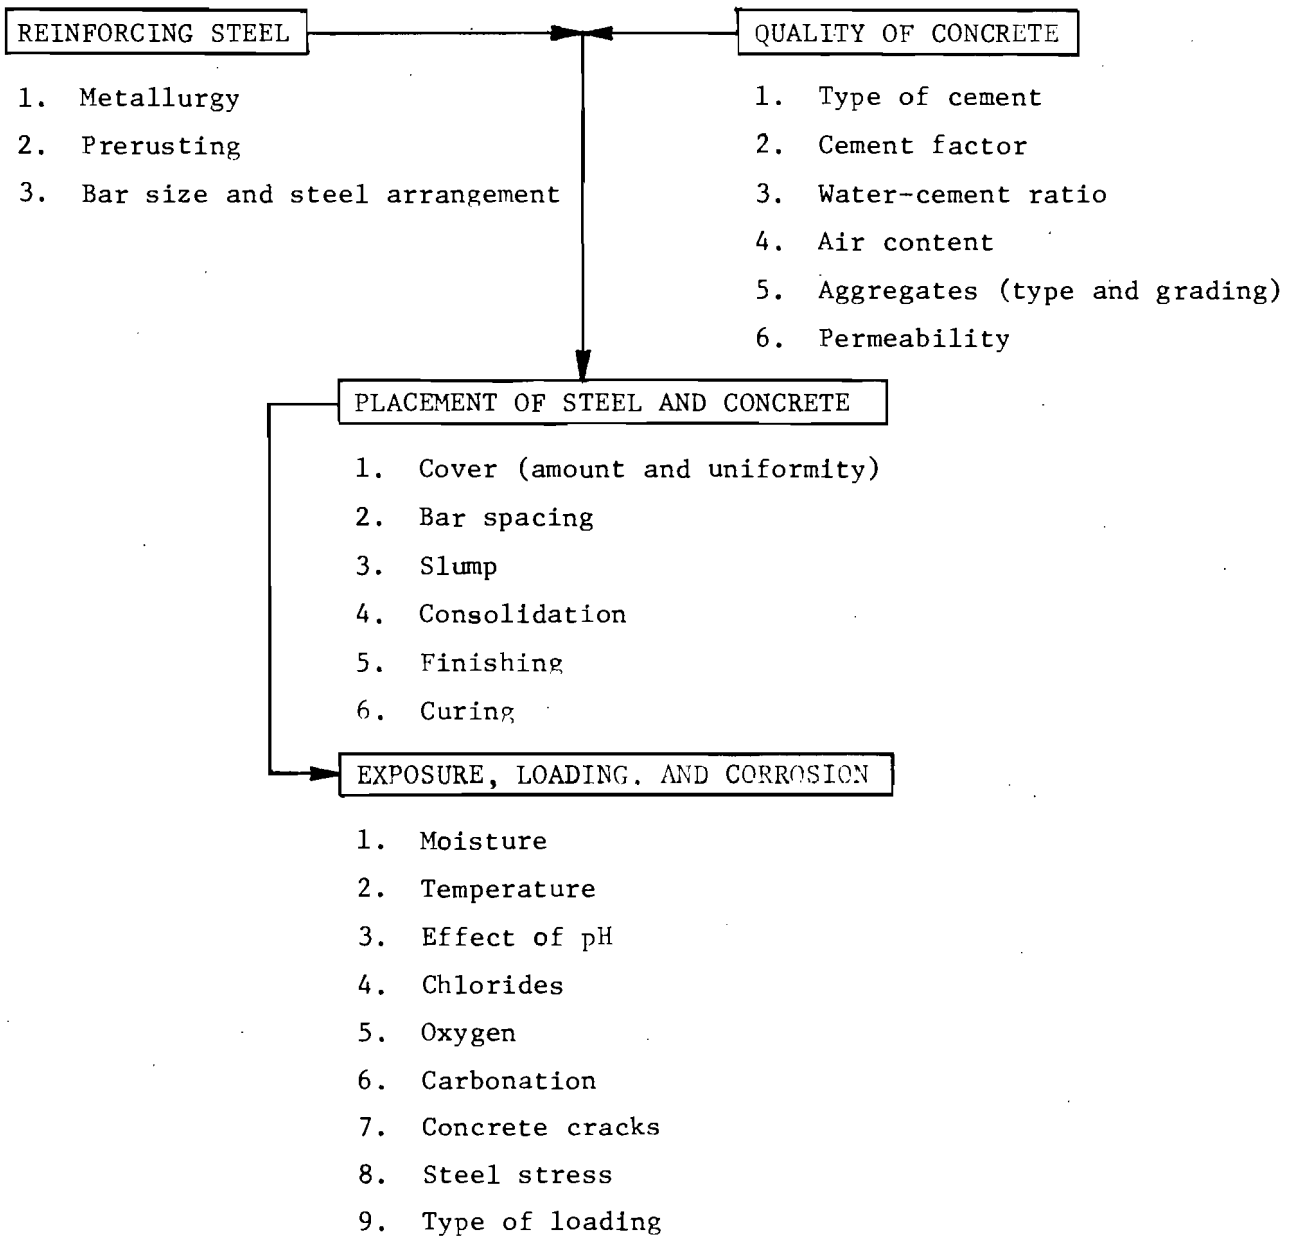 REINFORCING STEEL
1. Metallurgy
2. Prerusting
3. Bar size and steel arrangement
QUALITY OF CONCRETE
1. Type of cement
2. Cement factor
3. Water-cement ratio
4. Air content
5. Aggregates (type and grading)
6. Permeability
PLACEMENT OF STEEL AND CONCRETE
1. Cover (amount and uniformity)
2. Bar spacing
3. Slump
4. Consolidation
5. Finishing
6. Curing
EXPOSURE, LOADING, AND CORROSION
1. Moisture
2. Temperature
3. Effect of pH
4. Chlorides
5. Oxygen
6. Carbonation
7. Concrete cracks
8. Steel stress
9. Type of loading